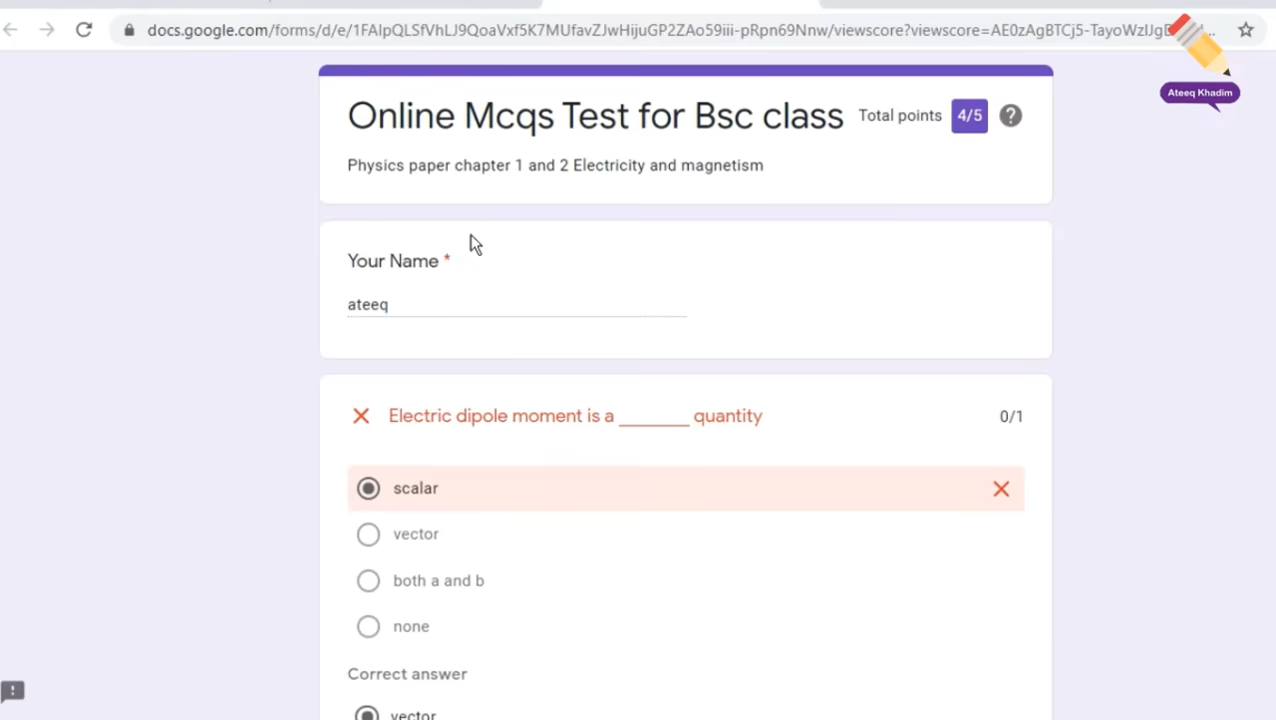 docs.google.com/forms/d/e/1FAIpQLSfVhLJ9QoaVxf5K7MUfavZJwHijuGP2ZAo59iii-pRpn69Nnw/viewscore?viewscore=AE0zAgBTCj5-TayoWzIJgD
Ateeq Khadim
Online Mcqs Test for Bsc class
Total points 4/5 ?
Physics paper chapter 1 and 2 Electricity and magnetism
Your Name *
ateeq
Electric dipole moment is a _______ quantity 0/1
scalar
vector
both a and b
none
Correct answer
vector